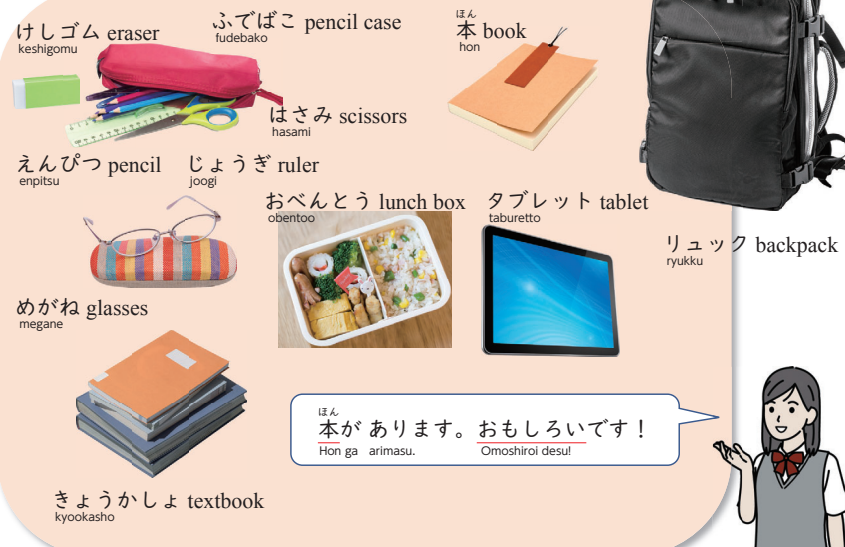 けしゴム eraser
keshigomu
ふでばこ pencil case
fudebako
ほん
本 book
hon
はさみ scissors
hasami
えんぴつ pencil
enpitsu
じょうぎ ruler
joogi
おべんとう lunch box
obentoo
タブレット tablet
taburetto
リュック backpack
ryukku
めがね glasses
megane
ほん
本が あります。おもしろいです！
Hon ga arimasu. Omoshiroi desu!
きょうかしょ textbook
kyookasho